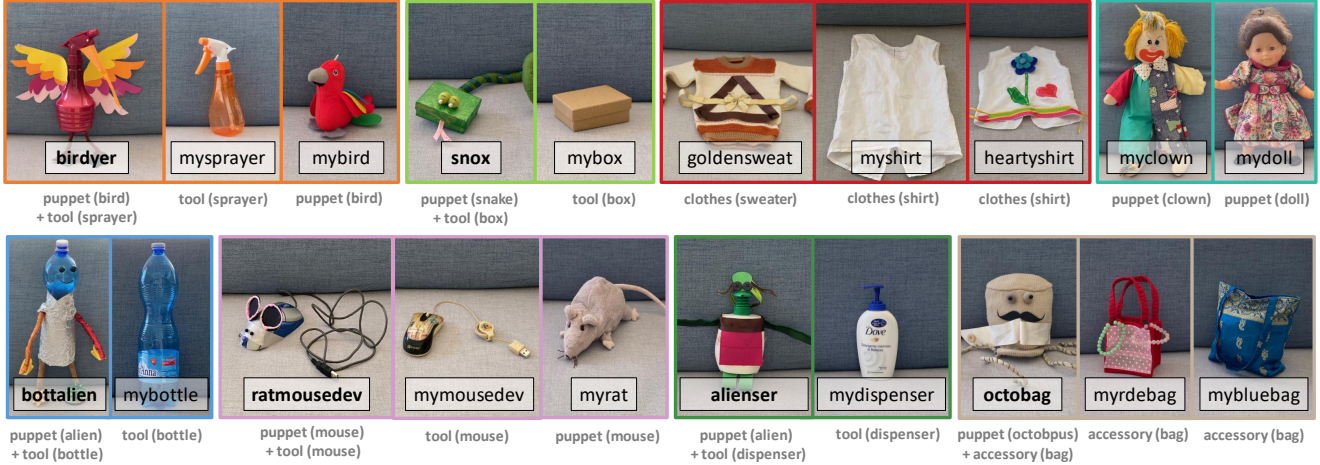 birdyer
mysprayer
mybird
snox
mybox
goldensweat
myshirt
heartyshirt
myclown
mydoll
puppet (bird)
+ tool (sprayer)
tool (sprayer)
puppet (bird)
puppet (snake)
+ tool (box)
tool (box)
clothes (sweater)
clothes (shirt)
clothes (shirt)
puppet (clown)
puppet (doll)
Anna
Dove
bottalien
mybottle
ratmousedev
mymousedev
myrat
alienser
mydispenser
octobag
myrdebag
mybluebag
puppet (alien)
+ tool (bottle)
tool (bottle)
puppet (mouse)
+ tool (mouse)
tool (mouse)
puppet (mouse)
puppet (alien)
+ tool (dispenser)
tool (dispenser)
puppet (octobpus)
+ accessory (bag)
accessory (bag)
accessory (bag)